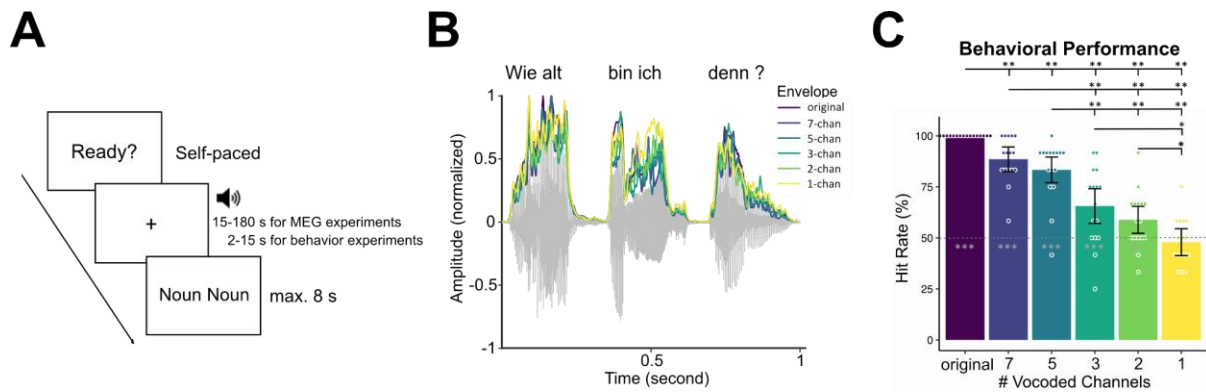 A
Ready?
Self-paced
+
15-180 s for MEG experiments
2-15 s for behavior experiments
Noun Noun
max. 8 s
B
Wie alt
bin ich
denn ?
Envelope
original
7-chan
5-chan
3-chan
2-chan
1-chan
Amplitude (normalized)
1
0.5
0
-0.5
-1
0.5
1
Time (second)
C
Behavioral Performance
** ** ** ** **
** ** **
** ** **
*
*
Hit Rate (%)
100
75
50
25
0
*** *** *** ***
original 7 5 3 2 1
# Vocoded Channels